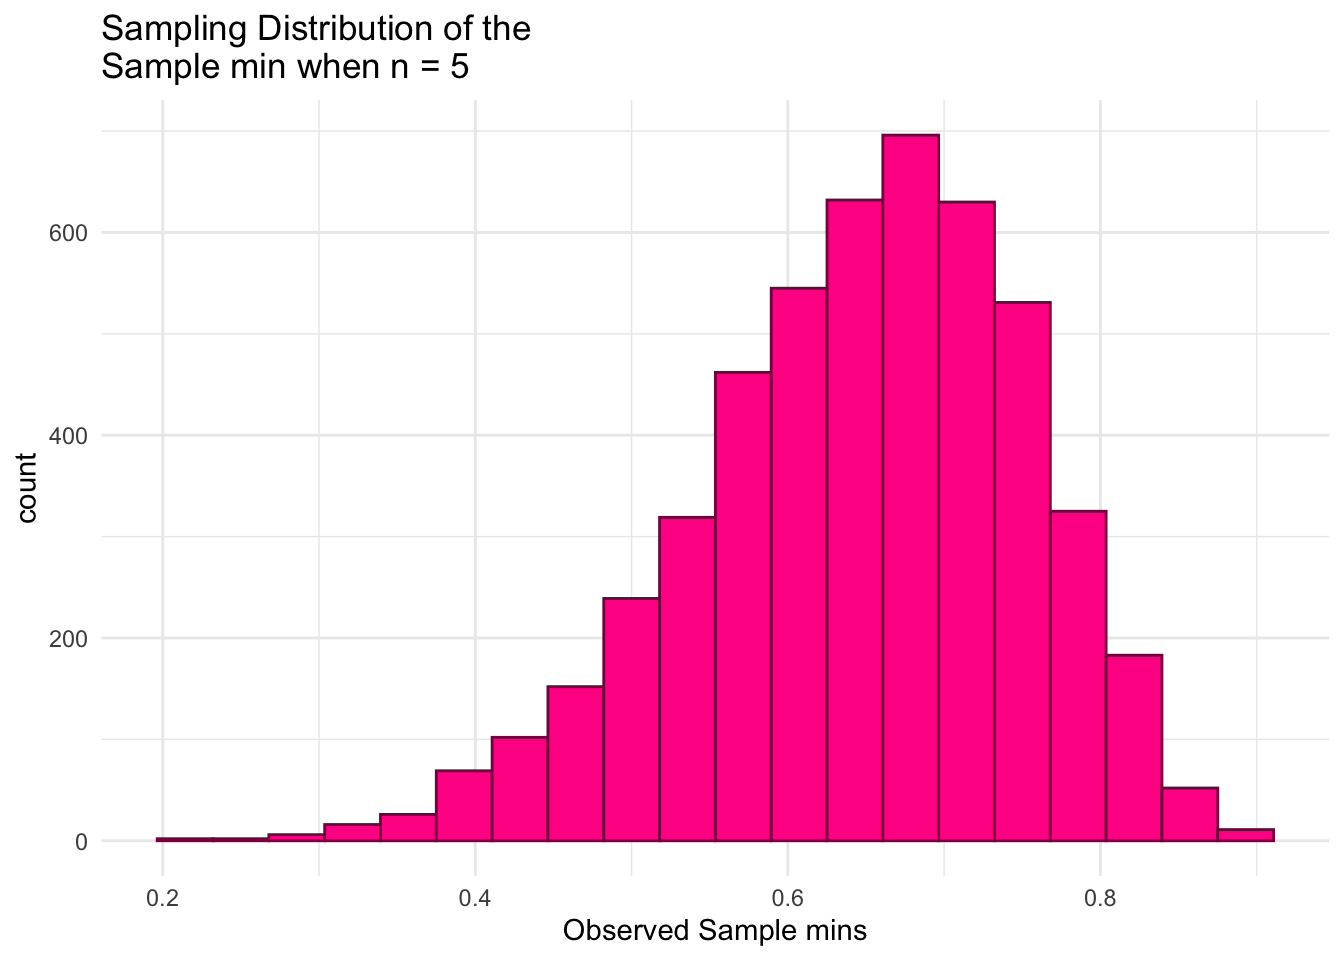 Sampling Distribution of the
Sample min when n = 5
600
400
200
0
count
0.2
0.4
0.6
0.8
Observed Sample mins